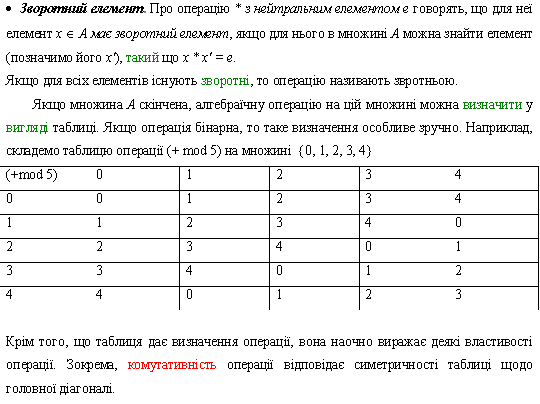 • Зворотний елемент. Про операцію * з нейтральним елементом e говорять, що для неї
елемент x ∈ A має зворотний елемент, якщо для нього в множині A можна знайти елемент
(позначимо його x'), такий що x * x' = e.
Якщо для всіх елементів існують зворотні, то операцію називають звротньою.
Якщо множина A скінчена, алгебраїчну операцію на цій множині можна визначити у
вигляді таблиці. Якщо операція бінарна, то таке визначення особливе зручно. Наприклад,
складемо таблицю операції (+ mod 5) на множині {0, 1, 2, 3, 4}
(+mod 5) 0 1 2 3 4
0 0 1 2 3 4
1 1 2 3 4 0
2 2 3 4 0 1
3 3 4 0 1 2
4 4 0 1 2 3
Крім того, що таблиця дає визначення операції, вона наочно виражає деякі властивості
операції. Зокрема, комутативність операції відповідає симетричності таблиці щодо
головної діагоналі.